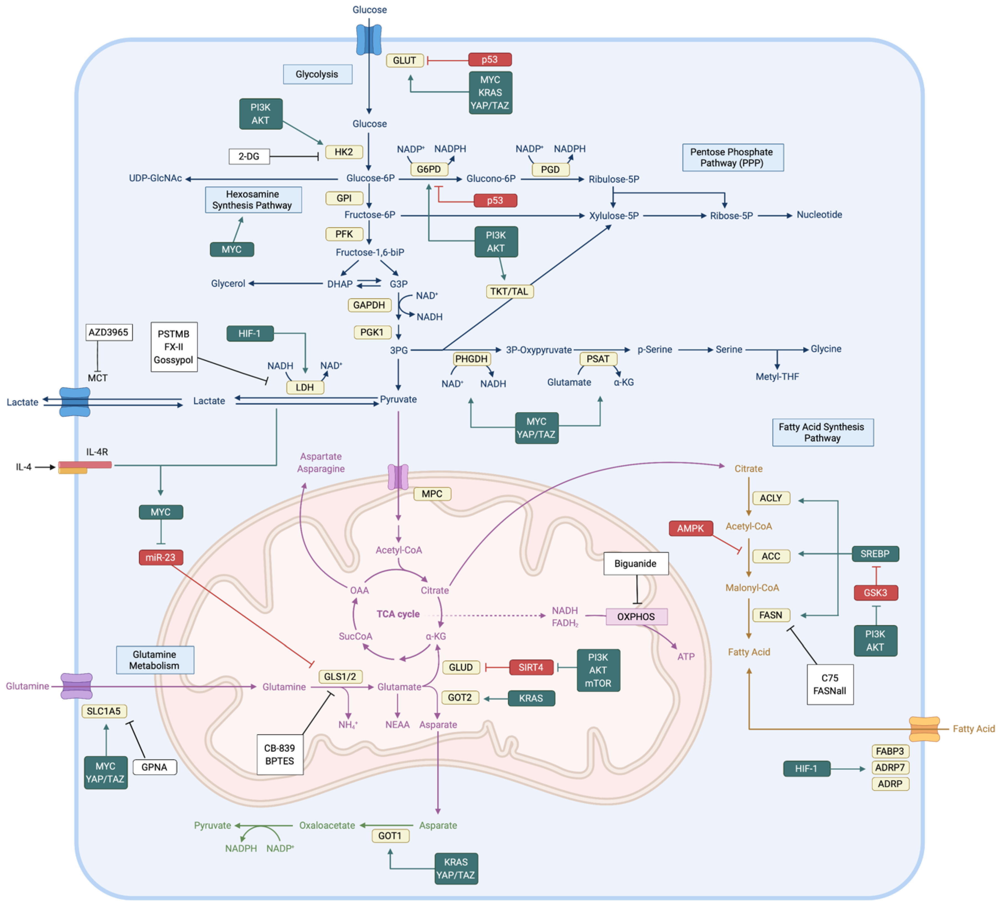 Glucose
GLUT
p53
Glycolysis
MYC
KRAS
YAP/TAZ
PI3K
AKT
Glucose
HK2
2-DG
NADP⁺
NADPH
G6PD
NADP⁺
NADPH
PGD
Pentose Phosphate
Pathway (PPP)
UDP-GlcNAc
Glucose-6P
Glucono-6P
Ribulose-5P
Hexosamine
Synthesis Pathway
GPI
p53
Fructose-6P
Xylulose-5P
Ribose-5P
Nucleotide
MYC
PFK
PI3K
AKT
Fructose-1,6-biP
Glycerol
DHAP
G3P
TKT/TAL
GAPDH
NAD⁺
NADH
AZD3965
PSTMB
FX-II
Gossypol
HIF-1
PGK1
3PG
3P-Oxypyruvate
p-Serine
Serine
Glycine
PHGDH
PSAT
NADH
NAD⁺
MCT
LDH
NAD⁺
NADH
Glutamate
α-KG
Metyl-THF
Lactate
Lactate
Pyruvate
MYC
YAP/TAZ
Fatty Acid Synthesis
Pathway
IL-4R
IL-4
Aspartate
Asparagine
Citrate
MPC
ACLY
MYC
Acetyl-CoA
AMPK
miR-23
Acetyl-CoA
ACC
SREBP
Biguanide
OAA
Citrate
Malonyl-CoA
GSK3
TCA cycle
NADH
FADH₂
OXPHOS
FASN
SucCoA
α-KG
PI3K
AKT
ATP
Fatty Acid
Glutamine
Metabolism
GLUD
SIRT4
PI3K
AKT
mTOR
GLS1/2
C75
FASNall
Glutamine
Glutamine
Glutamate
GOT2
KRAS
SLC1A5
NH₄⁺
NEAA
Asparate
Fatty Acid
CB-839
BPTES
FABP3
MYC
YAP/TAZ
GPNA
HIF-1
ADRP7
ADRP
Pyruvate
Oxaloacetate
Asparate
GOT1
NADPH
NADP⁺
KRAS
YAP/TAZ